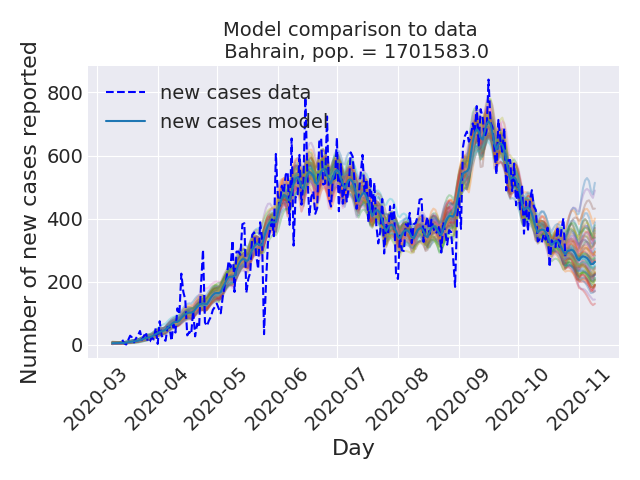 Model comparison to data
Bahrain, pop. = 1701583.0
Number of new cases reported
800
600
400
200
0
new cases data
new cases model
2020-03
2020-04
2020-05
2020-06
2020-07
2020-08
2020-09
2020-10
2020-11
Day